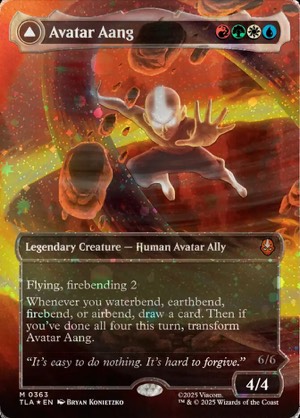 Avatar Aang
Legendary Creature — Human Avatar Ally
Flying, firebending 2
Whenever you waterbend, earthbend,
firebend, or airbend, draw a card. Then if
you've done all four this turn, transform
Avatar Aang.
"It's easy to do nothing. It's hard to forgive."
6/6
4/4
M 0363
TLA ★ EN BRYAN KONIETZKO
©2025 Viacom.
™ & © 2025 Wizards of the Coast